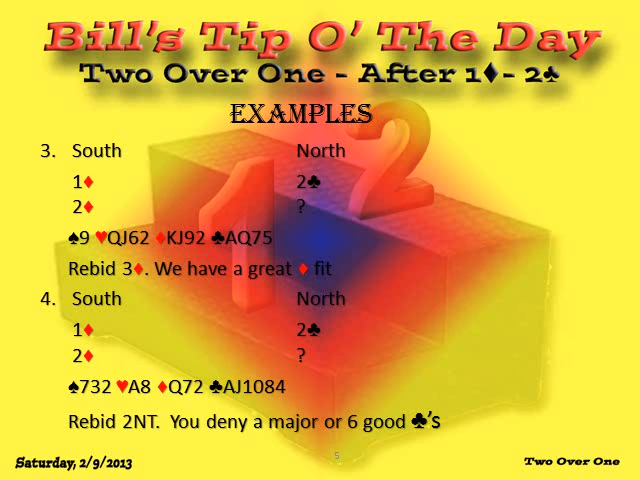 Bill's Tip O' The Day
Two Over One - After 1♦- 2♣
EXAMPLES
3. South North
1♦ 2♣
2♦ ?
♠9 ♥QJ62 ♦KJ92 ♣AQ75
Rebid 3♦. We have a great ♦ fit
4. South North
1♦ 2♣
2♦ ?
♠732 ♥A8 ♦Q72 ♣AJ1084
Rebid 2NT. You deny a major or 6 good ♣'s
Saturday, 2/9/2013 5 Two Over One
1 2